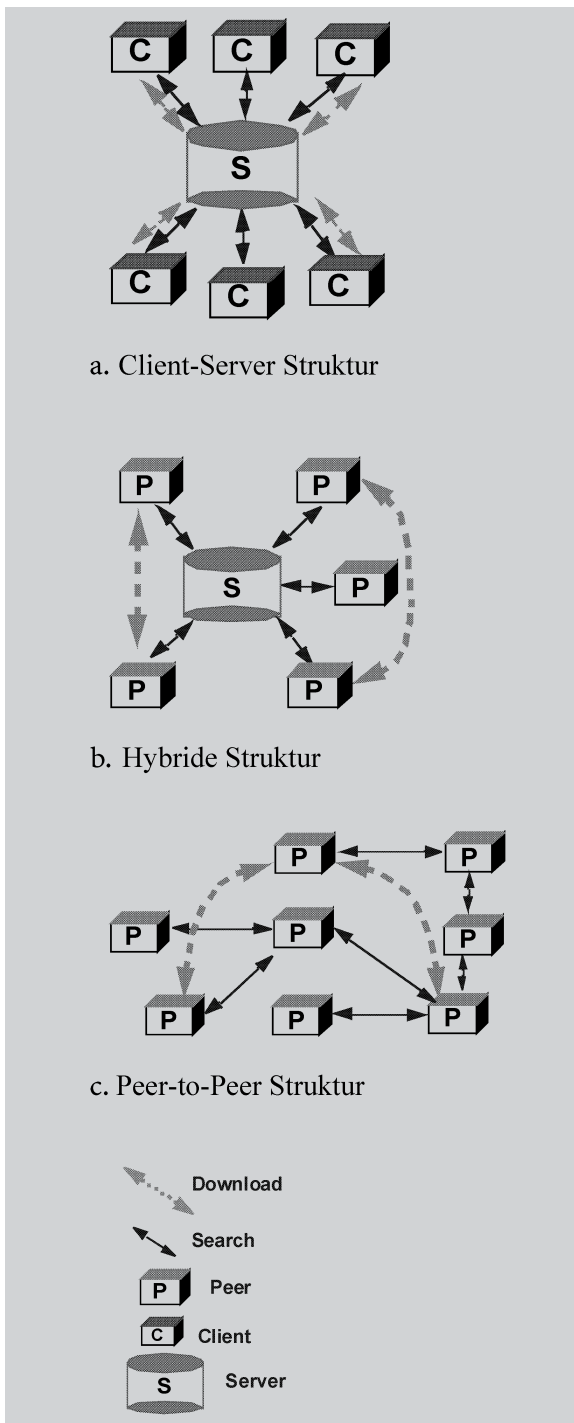 C C C
S
C C C
a. Client-Server Struktur
P P
S P
P P
b. Hybride Struktur
P P
P P P
P P P
c. Peer-to-Peer Struktur
Download
Search
P Peer
C Client
S Server